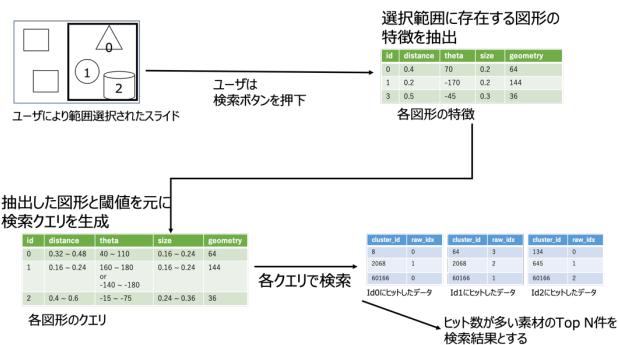 0
1
2
ユーザにより範囲選択されたスライド
ユーザは
検索ボタンを押下
選択範囲に存在する図形の
特徴を抽出
id distance theta size geometry
0 0.4 70 0.2 64
1 0.2 -170 0.2 144
3 0.5 -45 0.3 36
各図形の特徴
抽出した図形と閾値を元に
検索クエリを生成
id distance theta size geometry
0 0.32 ~ 0.48 40 ~ 110 0.16 ~ 0.24 64
1 0.16 ~ 0.24 160 ~ 180 0.16 ~ 0.24 144
or
-140 ~ -180
2 0.4 ~ 0.6 -15 ~ -75 0.24 ~ 0.36 36
各図形のクエリ
各クエリで検索
cluster_id raw_idx
8 0
2068 1
60166 0
Id0にヒットしたデータ
cluster_id raw_idx
64 3
2068 2
60166 1
Id1にヒットしたデータ
cluster_id raw_idx
134 0
645 1
60166 2
Id2にヒットしたデータ
ヒット数が多い素材のTop N件を
検索結果とする